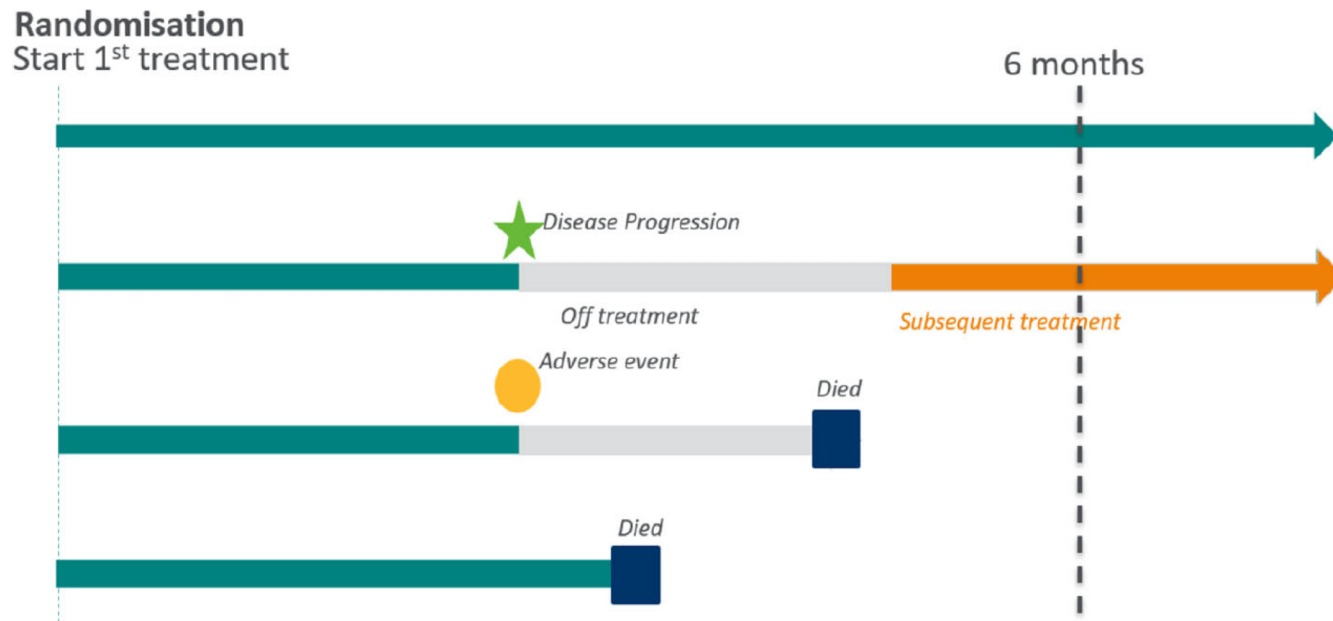 Randomisation
Start 1st treatment
6 months
Disease Progression
Off treatment
Subsequent treatment
Adverse event
Died
Died